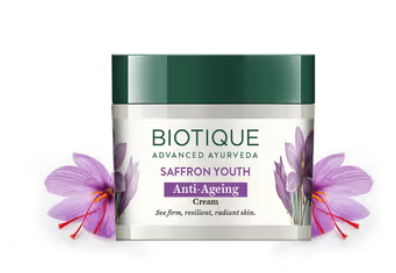 BIOTIQUE
ADVANCED AYURVEDA
SAFFRON YOUTH
Anti-Ageing
Cream
See firm, resilient, radiant skin.